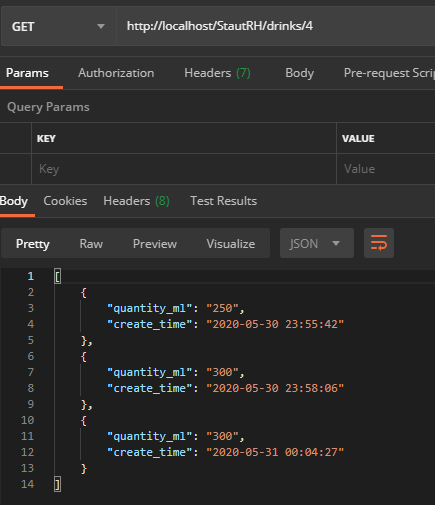 GET http://localhost/StautRH/drinks/4
Params Authorization Headers (7) Body Pre-request Scri
Query Params
KEY VALUE
Key Value
Body Cookies Headers (8) Test Results
Pretty Raw Preview Visualize JSON
1 [
2 {
3 "quantity_ml": "250",
4 "create_time": "2020-05-30 23:55:42"
5 },
6 {
7 "quantity_ml": "300",
8 "create_time": "2020-05-30 23:58:06"
9 },
10 {
11 "quantity_ml": "300",
12 "create_time": "2020-05-31 00:04:27"
13 }
14 ]